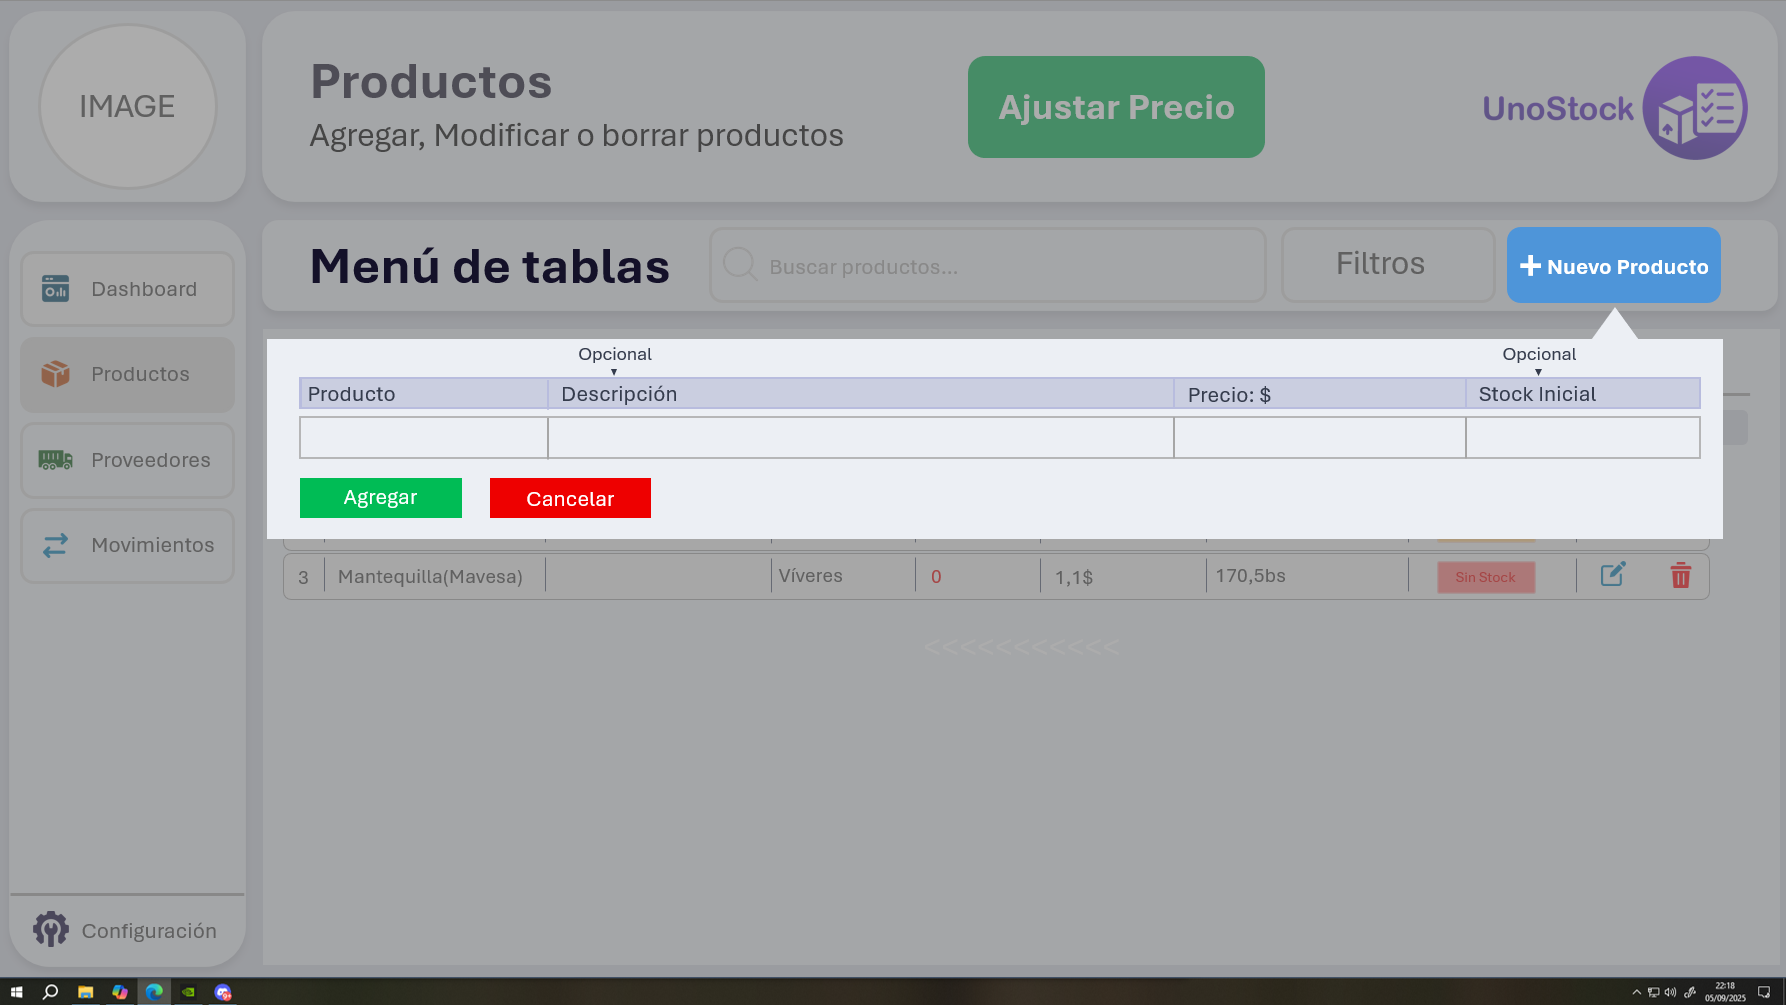 IMAGE
Productos
Agregar, Modificar o borrar productos
Ajustar Precio
UnoStock
Menú de tablas
Buscar productos...
Filtros
+ Nuevo Producto
Dashboard
Productos
Proveedores
Movimientos
Configuración
Opcional
Opcional
Producto
Descripción
Precio: $
Stock Inicial
Agregar
Cancelar
3
Mantequilla(Mavesa)
Víveres
0
1,1$
170,5bs
Sin Stock
<<<<<<<<<<<
22:18
05/09/2025